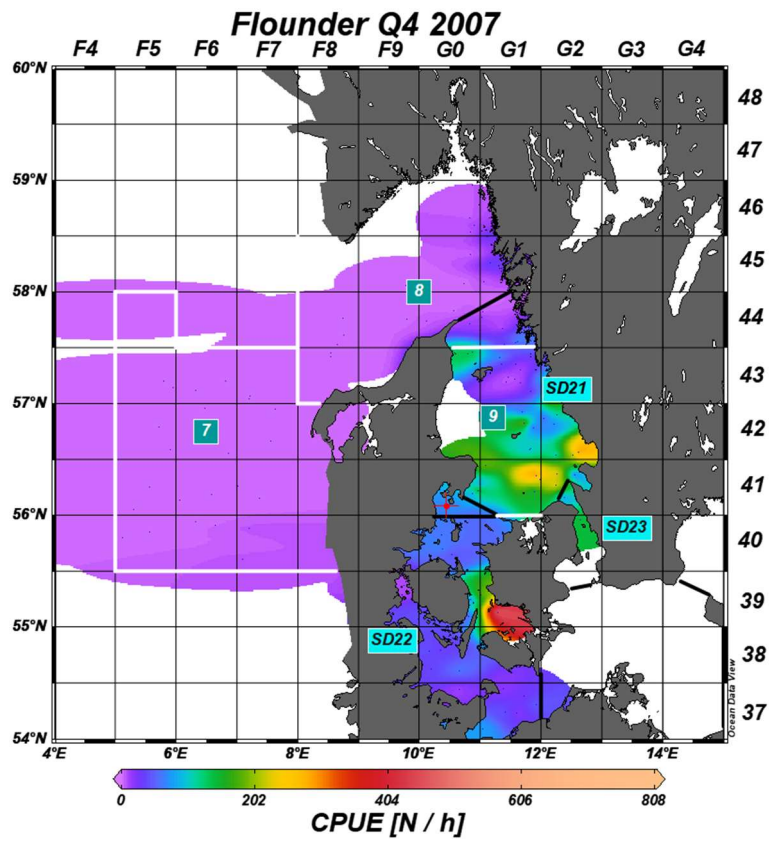 Flounder Q4 2007
F4 F5 F6 F7 F8 F9 G0 G1 G2 G3 G4
60°N
48
47
59°N
46
45
58°N
8
44
43
SD21
57°N
9
7
42
41
56°N
SD23
40
39
55°N
SD22
38
37
Ocean Data View
54°N
4°E 6°E 8°E 10°E 12°E 14°E
0 202 404 606 808
CPUE [N / h]